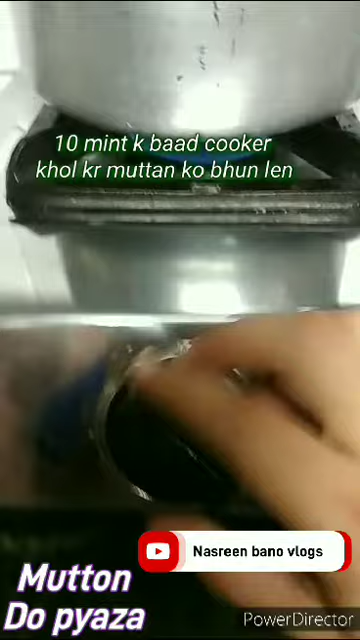 10 mint k baad cooker
khol kr muttan ko bhun len
Nasreen bano vlogs
Mutton
Do pyaza
PowerDirector